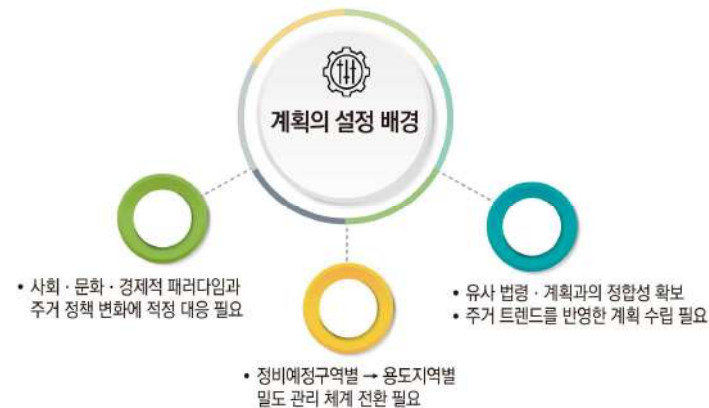 계획의 설정 배경
• 사회 · 문화 · 경제적 패러다임과
주거 정책 변화에 적정 대응 필요
• 정비예정구역별 → 용도지역별
밀도 관리 체계 전환 필요
• 유사 법령 · 계획과의 정합성 확보
• 주거 트렌드를 반영한 계획 수립 필요